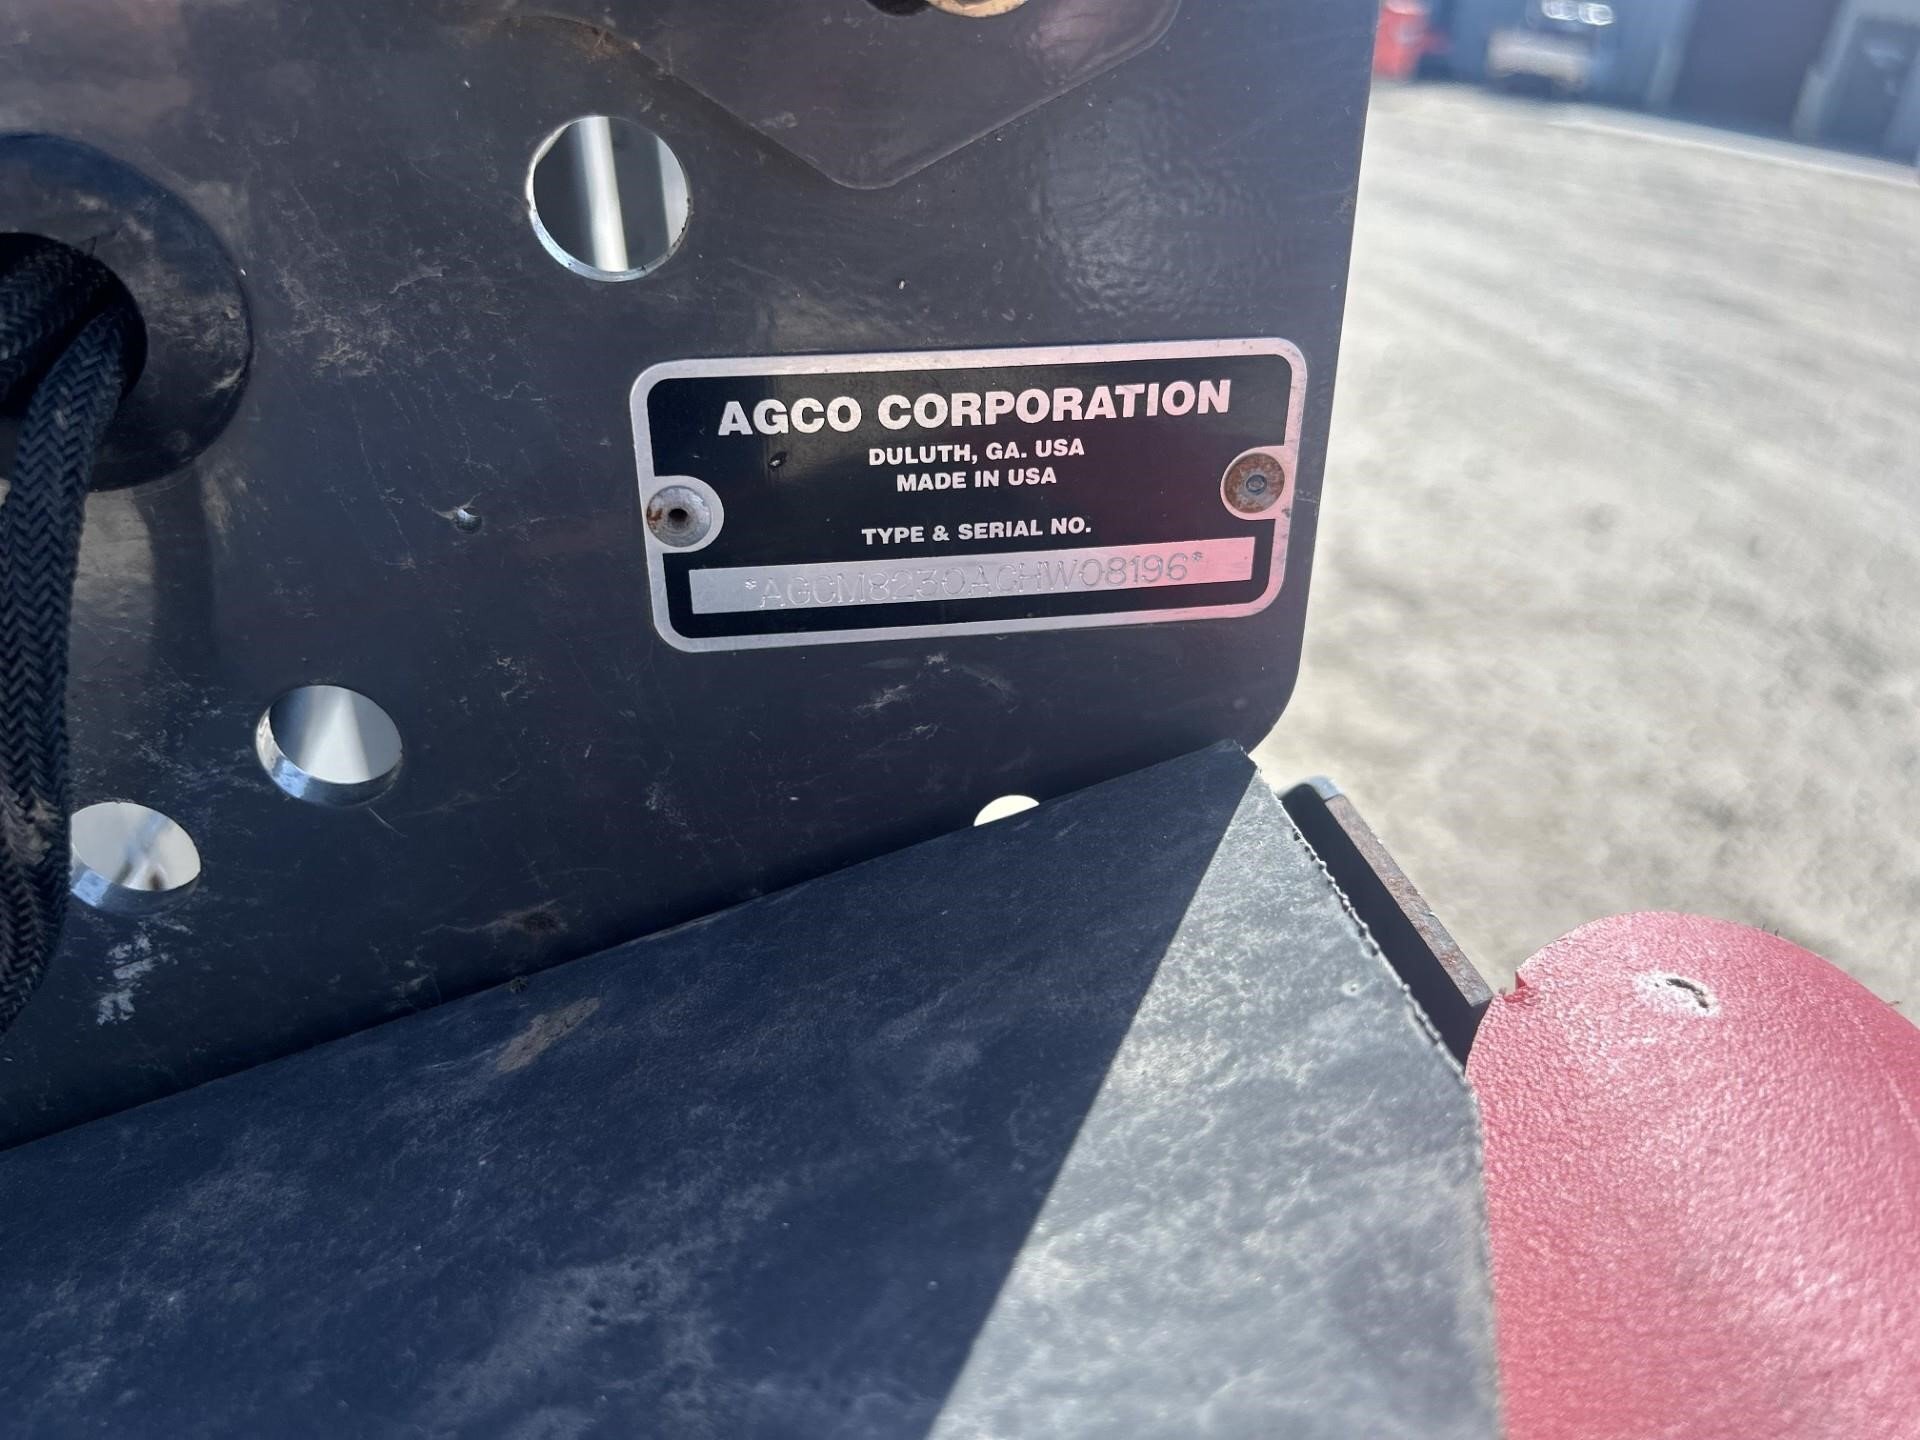 AGCO CORPORATION
DULUTH, GA. USA
MADE IN USA
TYPE & SERIAL NO.
*AGCM8230ACHW08196*